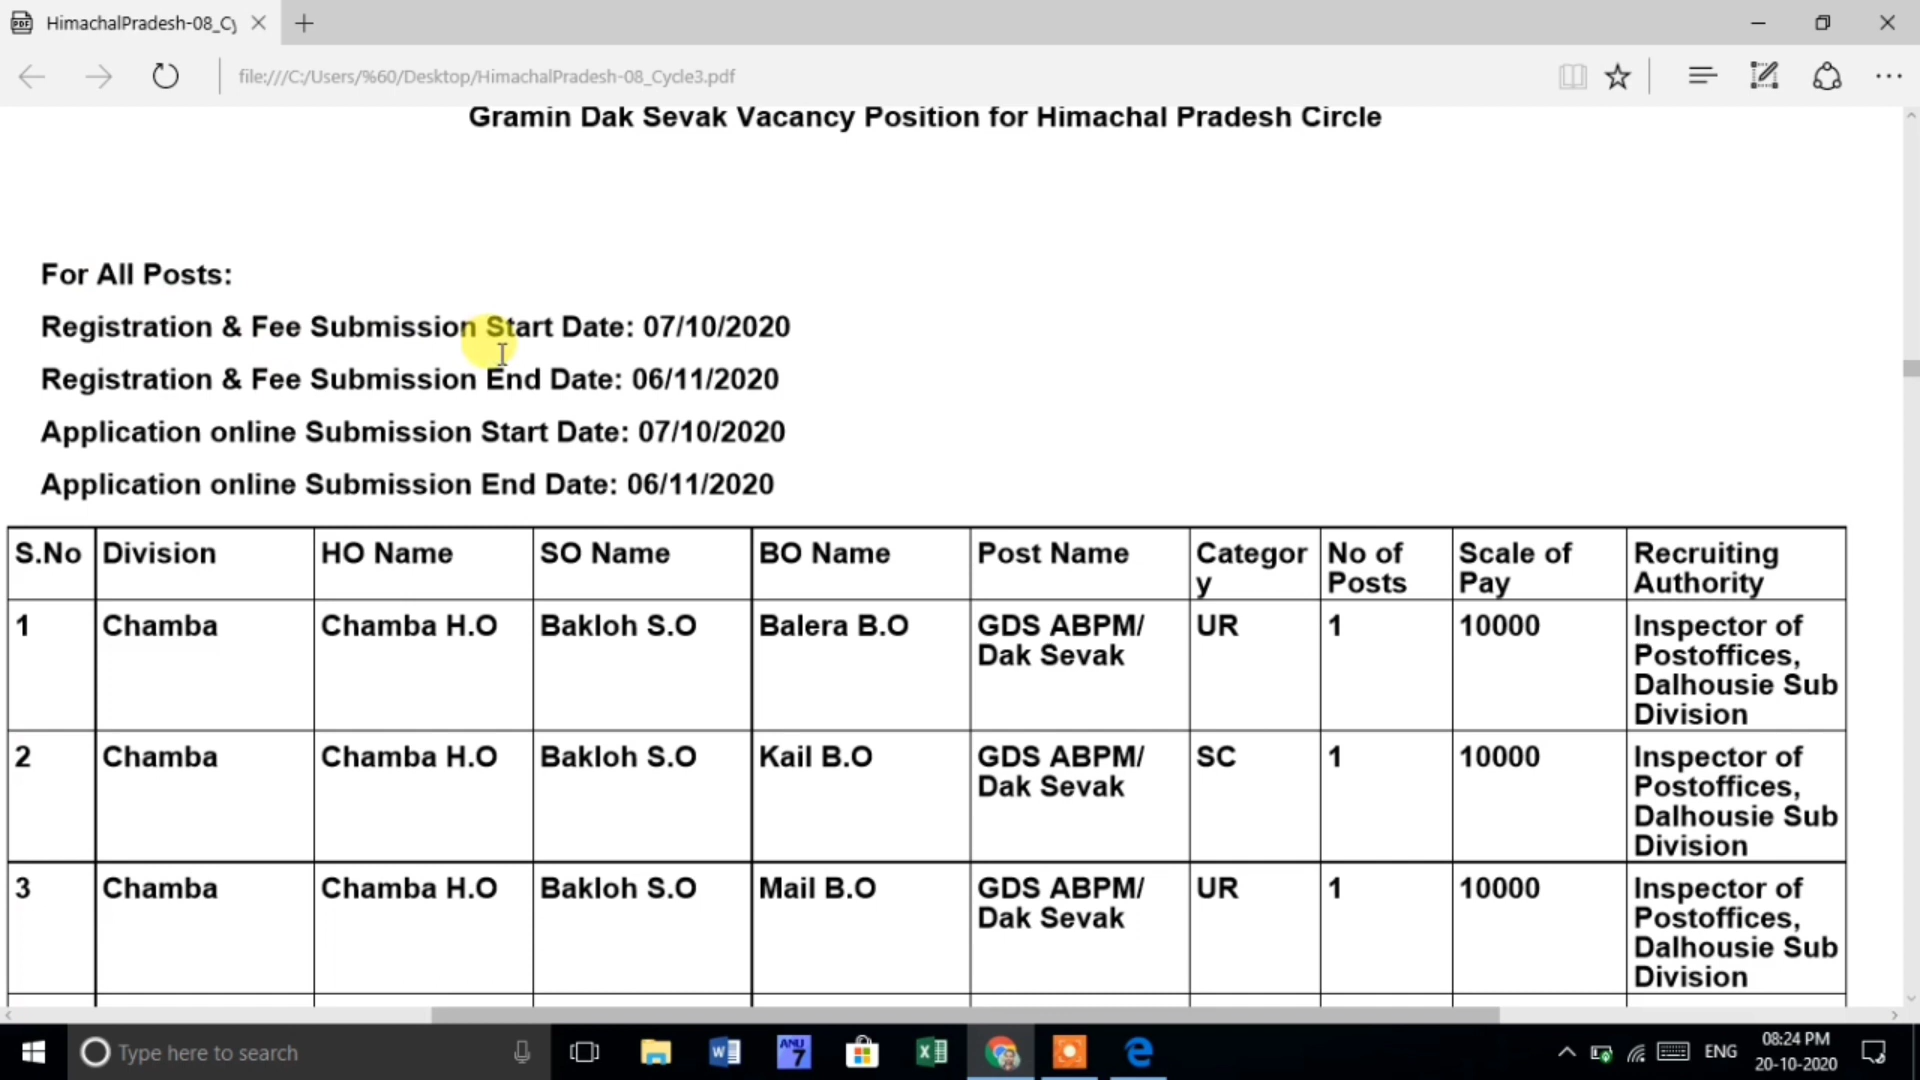 HimachalPradesh-08_Cy
file:///C:/Users/%60/Desktop/HimachalPradesh-08_Cycle3.pdf
Gramin Dak Sevak Vacancy Position for Himachal Pradesh Circle
For All Posts:
Registration & Fee Submission Start Date: 07/10/2020
Registration & Fee Submission End Date: 06/11/2020
Application online Submission Start Date: 07/10/2020
Application online Submission End Date: 06/11/2020
S.No Division HO Name SO Name BO Name Post Name Categor No of Scale of Recruiting
y Posts Pay Authority
1 Chamba Chamba H.O Bakloh S.O Balera B.O GDS ABPM/ UR 1 10000 Inspector of
Dak Sevak Postoffices,
Dalhousie Sub
Division
2 Chamba Chamba H.O Bakloh S.O Kail B.O GDS ABPM/ SC 1 10000 Inspector of
Dak Sevak Postoffices,
Dalhousie Sub
Division
3 Chamba Chamba H.O Bakloh S.O Mail B.O GDS ABPM/ UR 1 10000 Inspector of
Dak Sevak Postoffices,
Dalhousie Sub
Division
Type here to search ANU 7 ENG 08:24 PM
20-10-2020